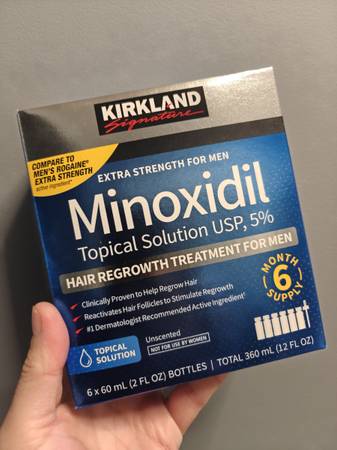 KIRKLAND
Signature
COMPARE TO
MEN'S ROGAINE®
EXTRA STRENGTH
active ingredient*
EXTRA STRENGTH FOR MEN
Minoxidil
Topical Solution USP, 5%
HAIR REGROWTH TREATMENT FOR MEN
Clinically Proven to Help Regrow Hair
Reactivates Hair Follicles to Stimulate Regrowth
#1 Dermatologist Recommended Active Ingredient†
MONTH
6
SUPPLY
TOPICAL
SOLUTION
Unscented
NOT FOR USE BY WOMEN
6 x 60 mL (2 FL OZ) BOTTLES | TOTAL 360 mL (12 FL OZ)